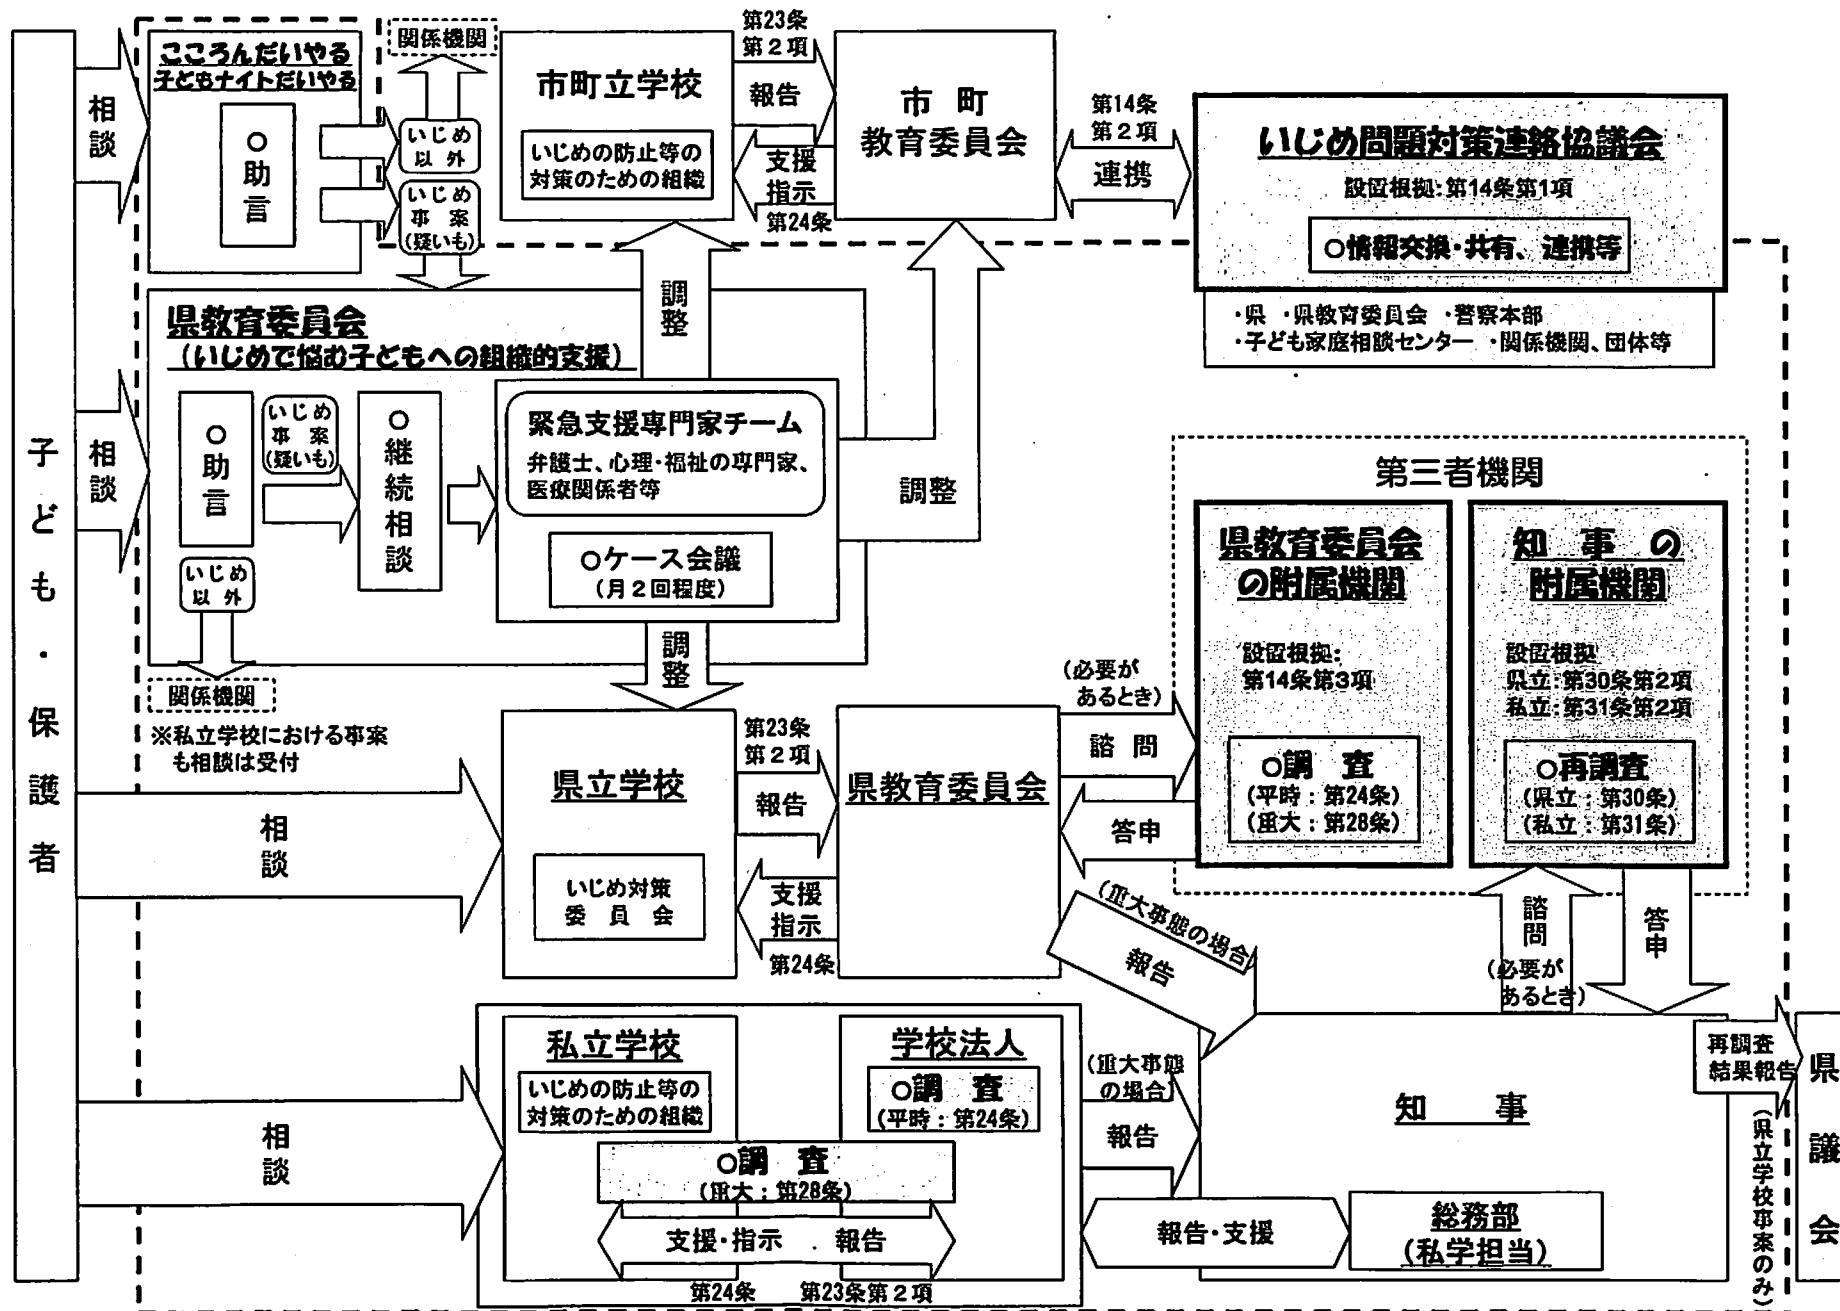 子ども・保護者
相談
こころんだいやる
子どもナイトだいやる
○助言
関係機関
いじめ
以外
いじめ
事案
(疑いも)
市町立学校
いじめの防止等の
対策のための組織
第23条
第２項
報告
支援
指示
第24条
市町
教育委員会
第14条
第２項
連携
いじめ問題対策連絡協議会
設置根拠：第14条第1項
○情報交換・共有、連携等
・県 ・県教育委員会 ・警察本部
・子ども家庭相談センター ・関係機関、団体等
調整
相談
県教育委員会
（いじめで悩む子どもへの組織的支援）
○助言
いじめ
事案
(疑いも)
○継続相談
いじめ
以外
関係機関
※私立学校における事案
も相談は受付
緊急支援専門家チーム
弁護士、心理・福祉の専門家、
医療関係者等
○ケース会議
（月２回程度）
調整
調整
第三者機関
県教育委員会
の附属機関
設置根拠：
第14条第3項
○調査
（平時：第24条）
（重大：第28条）
知事の
附属機関
設置根拠
県立：第30条第2項
私立：第31条第2項
○再調査
（県立：第30条）
（私立：第31条）
相談
県立学校
いじめ対策
委員会
第23条
第２項
報告
支援
指示
第24条
県教育委員会
（必要が
あるとき）
諮問
答申
（重大事態の場合）
報告
諮問
（必要が
あるとき）
答申
相談
私立学校
いじめの防止等の
対策のための組織
学校法人
○調査
（平時：第24条）
○調査
（重大：第28条）
支援・指示
報告
第24条
第23条第２項
（重大事態
の場合）
報告
報告・支援
知事
総務部
（私学担当）
再調査
結果報告
（県立学校事案のみ）
県議会